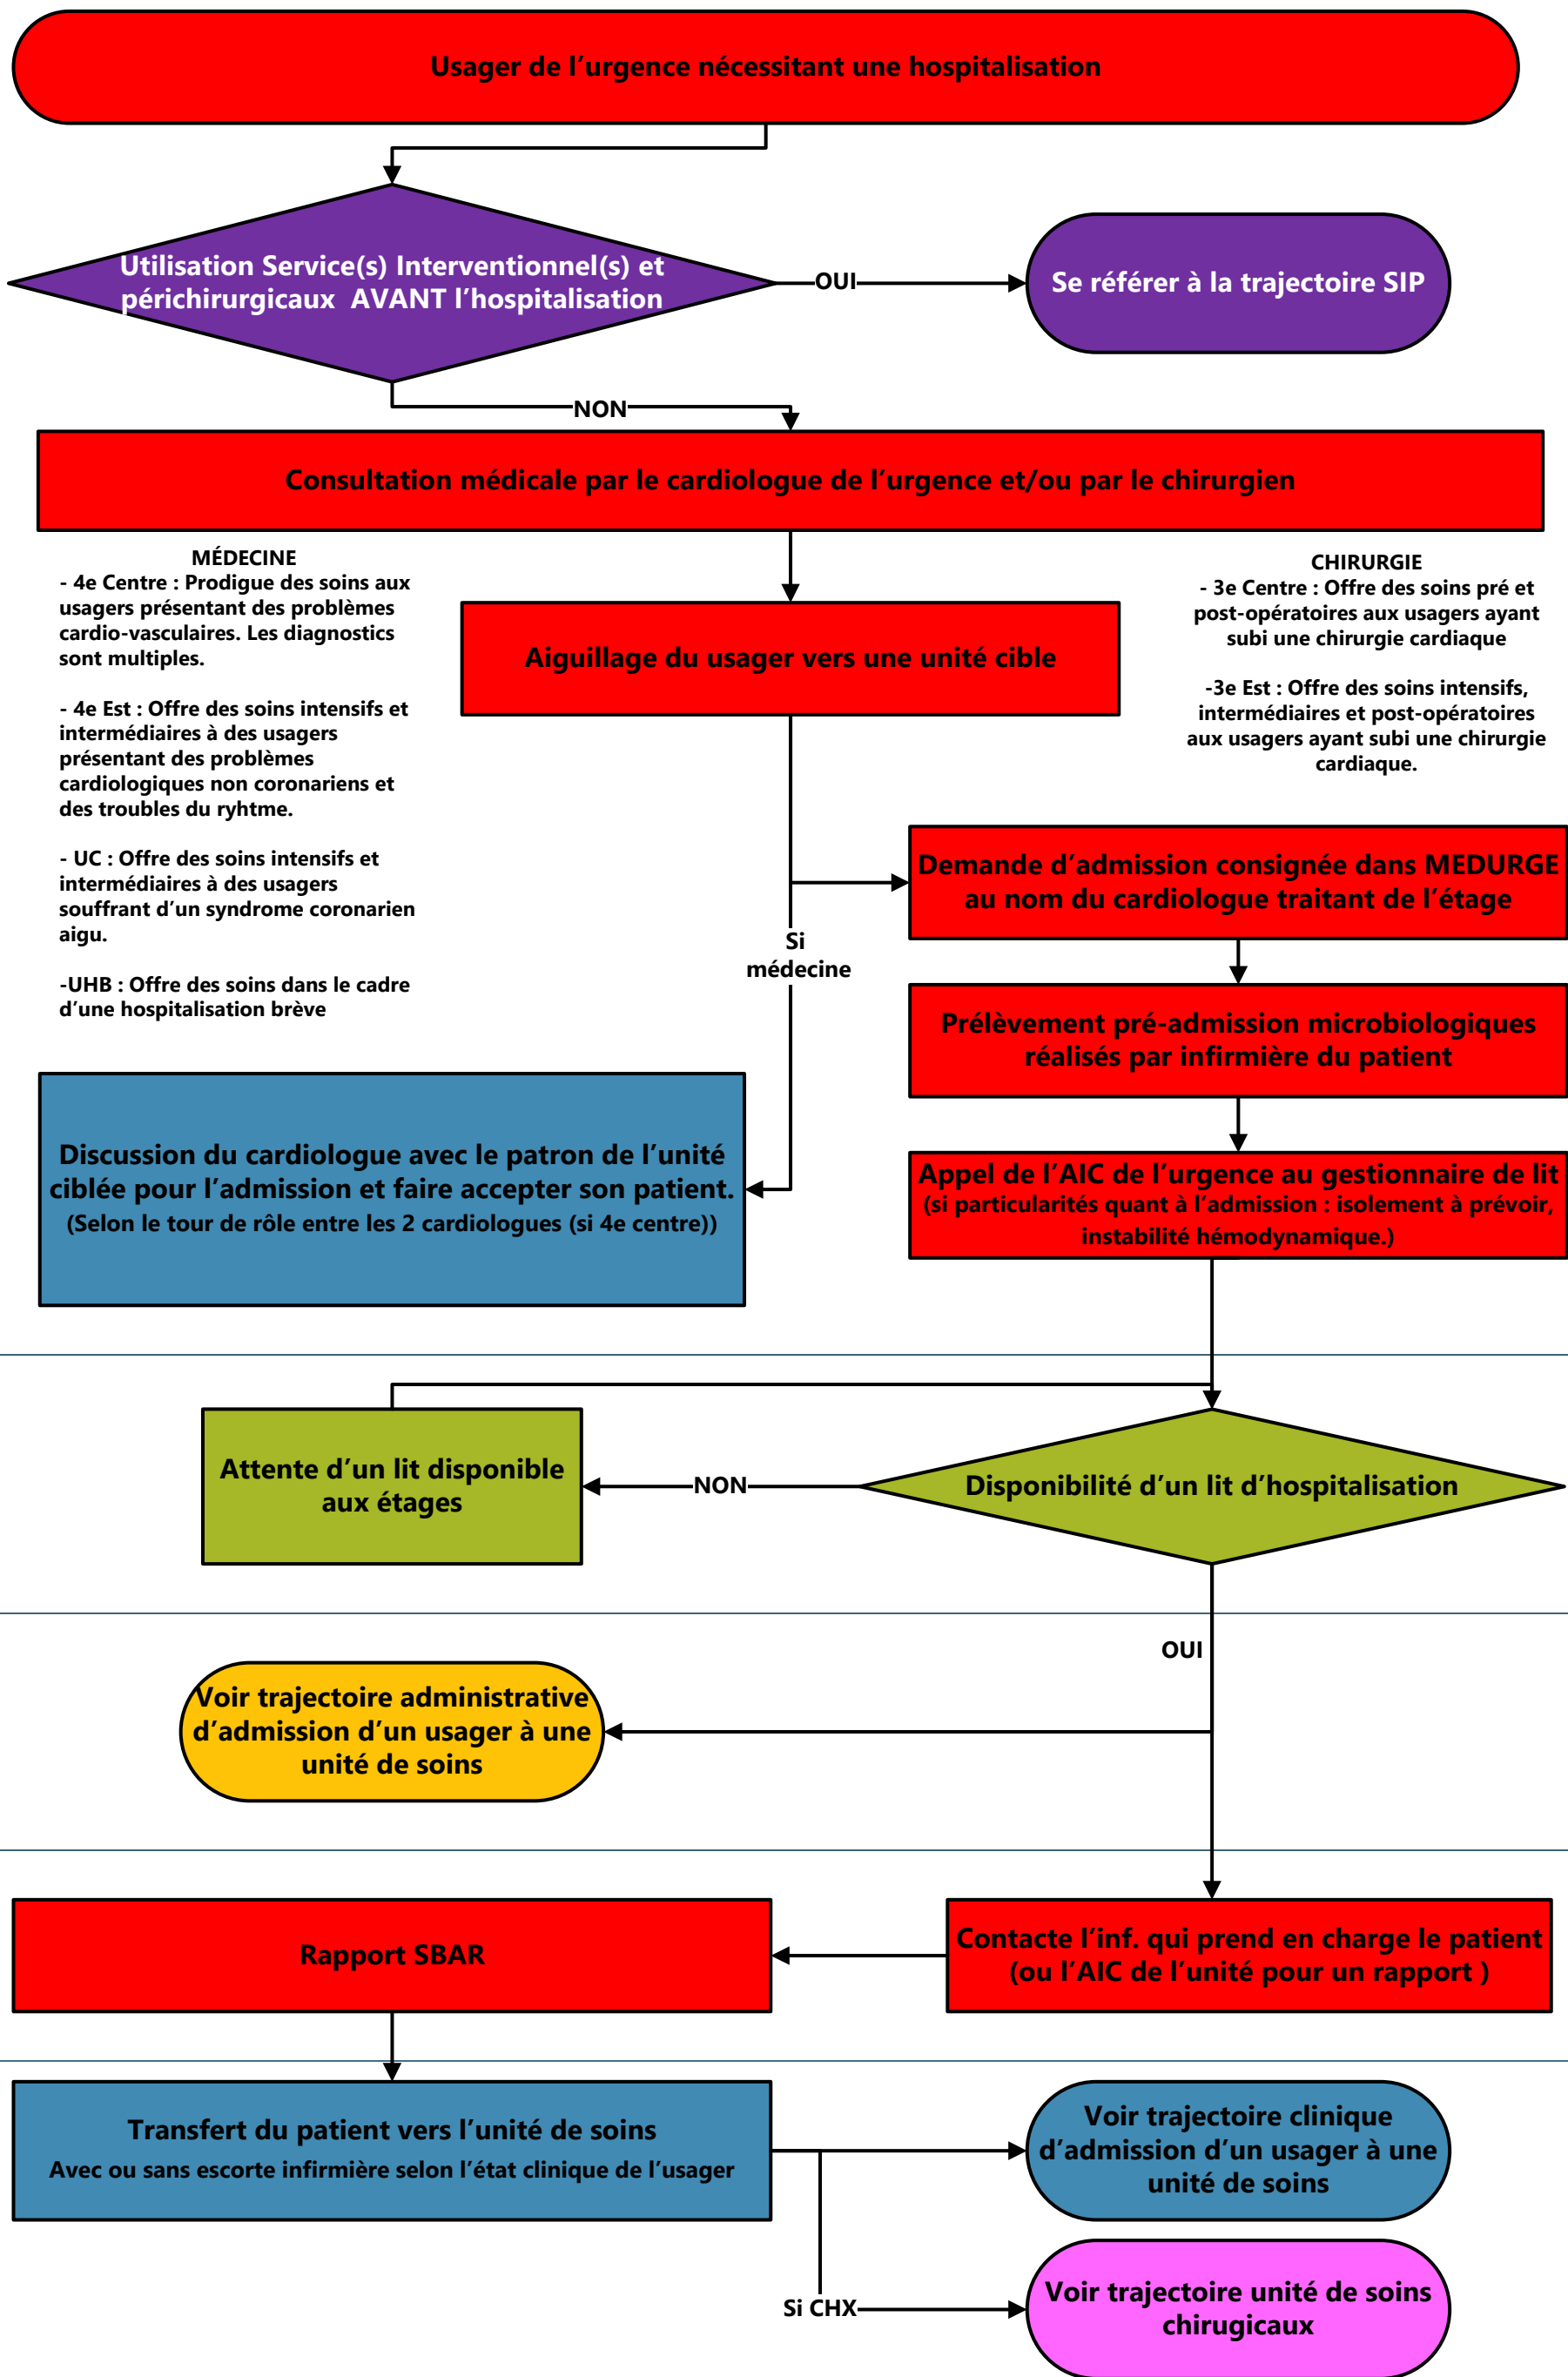 Usager de l’urgence nécessitant une hospitalisation
Utilisation Service(s) Interventionnel(s) et
périchirurgicaux  AVANT l’hospitalisation
OUI
Se référer à la trajectoire SIP
NON
Consultation médicale par le cardiologue de l’urgence et/ou par le chirurgien
MÉDECINE
- 4e Centre : Prodigue des soins aux
usagers présentant des problèmes
cardio-vasculaires. Les diagnostics
sont multiples.
- 4e Est : Offre des soins intensifs et
intermédiaires à des usagers
présentant des problèmes
cardiologiques non coronariens et
des troubles du ryhtme.
- UC : Offre des soins intensifs et
intermédiaires à des usagers
souffrant d’un syndrome coronarien
aigu.
-UHB : Offre des soins dans le cadre
d’une hospitalisation brève
Aiguillage du usager vers une unité cible
CHIRURGIE
- 3e Centre : Offre des soins pré et
post-opératoires aux usagers ayant
subi une chirurgie cardiaque
-3e Est : Offre des soins intensifs,
intermédiaires et post-opératoires
aux usagers ayant subi une chirurgie
cardiaque.
Demande d’admission consignée dans MEDURGE
au nom du cardiologue traitant de l’étage
Si
médecine
Prélèvement pré-admission microbiologiques
réalisés par infirmière du patient
Discussion du cardiologue avec le patron de l’unité
ciblée pour l’admission et faire accepter son patient.
(Selon le tour de rôle entre les 2 cardiologues (si 4e centre))
Appel de l’AIC de l’urgence au gestionnaire de lit
(si particularités quant à l’admission : isolement à prévoir,
instabilité hémodynamique.)
Attente d’un lit disponible
aux étages
NON
Disponibilité d’un lit d’hospitalisation
OUI
Voir trajectoire administrative
d’admission d’un usager à une
unité de soins
Rapport SBAR
Contacte l’inf. qui prend en charge le patient
(ou l’AIC de l’unité pour un rapport )
Transfert du patient vers l’unité de soins
Avec ou sans escorte infirmière selon l’état clinique de l’usager
Voir trajectoire clinique
d’admission d’un usager à une
unité de soins
Si CHX
Voir trajectoire unité de soins
chirugicaux